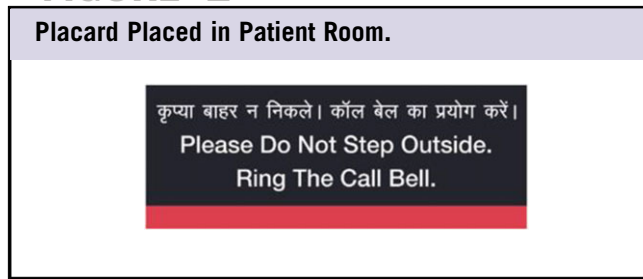 Placard Placed in Patient Room.
कृप्या बाहर न निकले। कॉल बेल का प्रयोग करें।
Please Do Not Step Outside.
Ring The Call Bell.